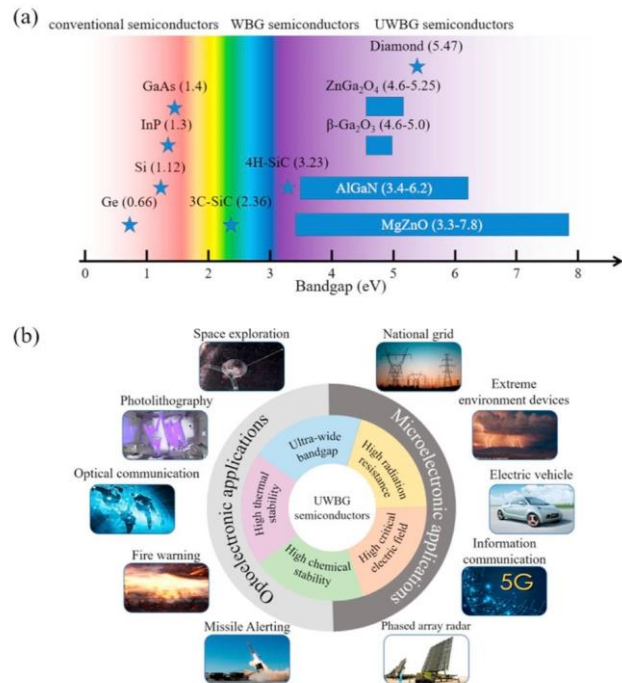 (a)
conventional semiconductors WBG semiconductors UWBG semiconductors
Diamond (5.47)
GaAs (1.4)
ZnGa₂O₄ (4.6-5.25)
InP (1.3)
β-Ga₂O₃ (4.6-5.0)
Si (1.12)
4H-SiC (3.23)
AlGaN (3.4-6.2)
Ge (0.66)
3C-SiC (2.36)
MgZnO (3.3-7.8)
0 1 2 3 4 5 6 7 8
Bandgap (eV)
(b)
Space exploration
National grid
Photolithography
Extreme
environment devices
Optical communication
Electric vehicle
Fire warning
Information
communication
5G
Missile Alerting
Phased array radar
Optoelectronic applications
Microelectronic applications
Ultra-wide
bandgap
High radiation
resistance
High thermal
stability
UWBG
semiconductors
High critical
electric field
High chemical
stability